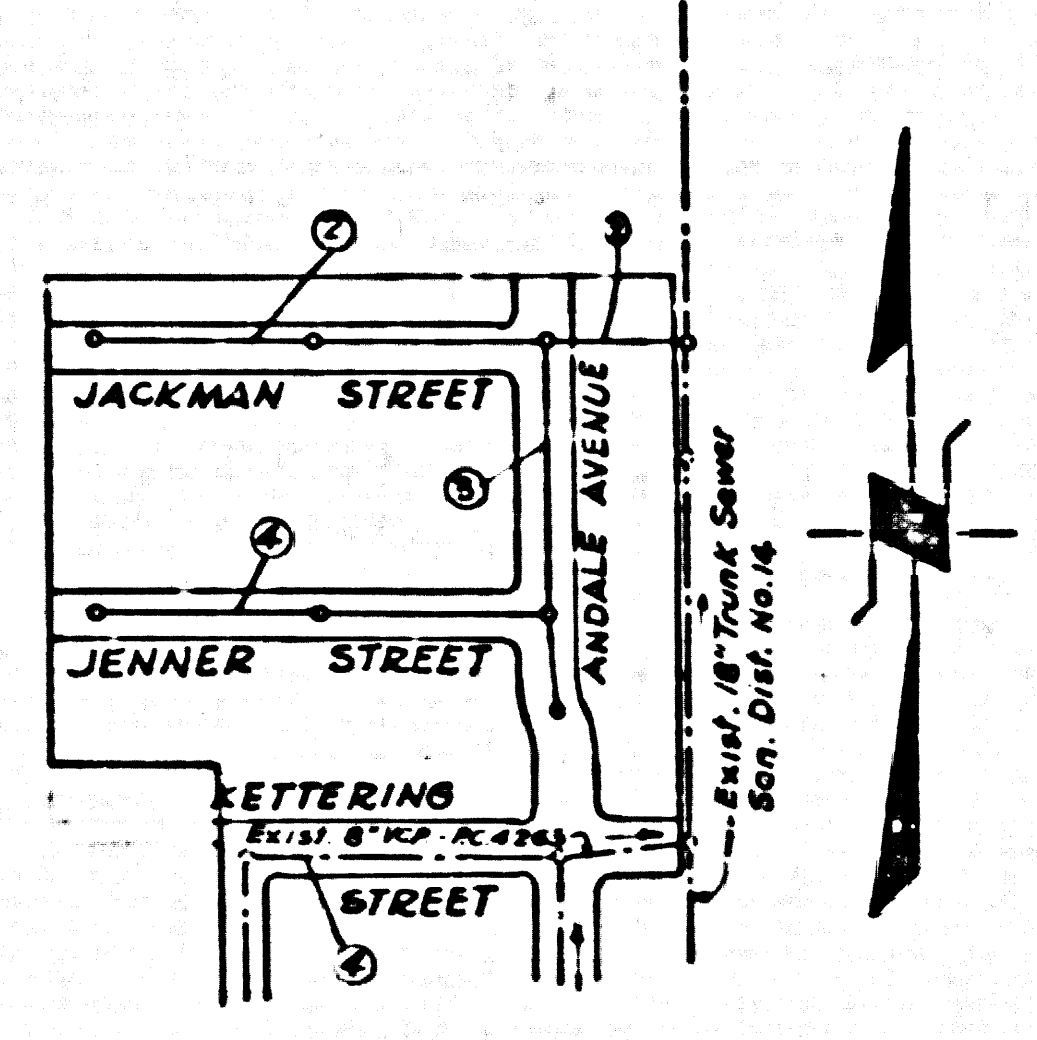 2
JACKMAN STREET
ANDALE AVENUE
3
4
JENNER STREET
Exist. 18" Trunk Sewer
San. Dist. No. 14
KETTERING
Exist. 8" VCP - P.C. 4263
STREET
4